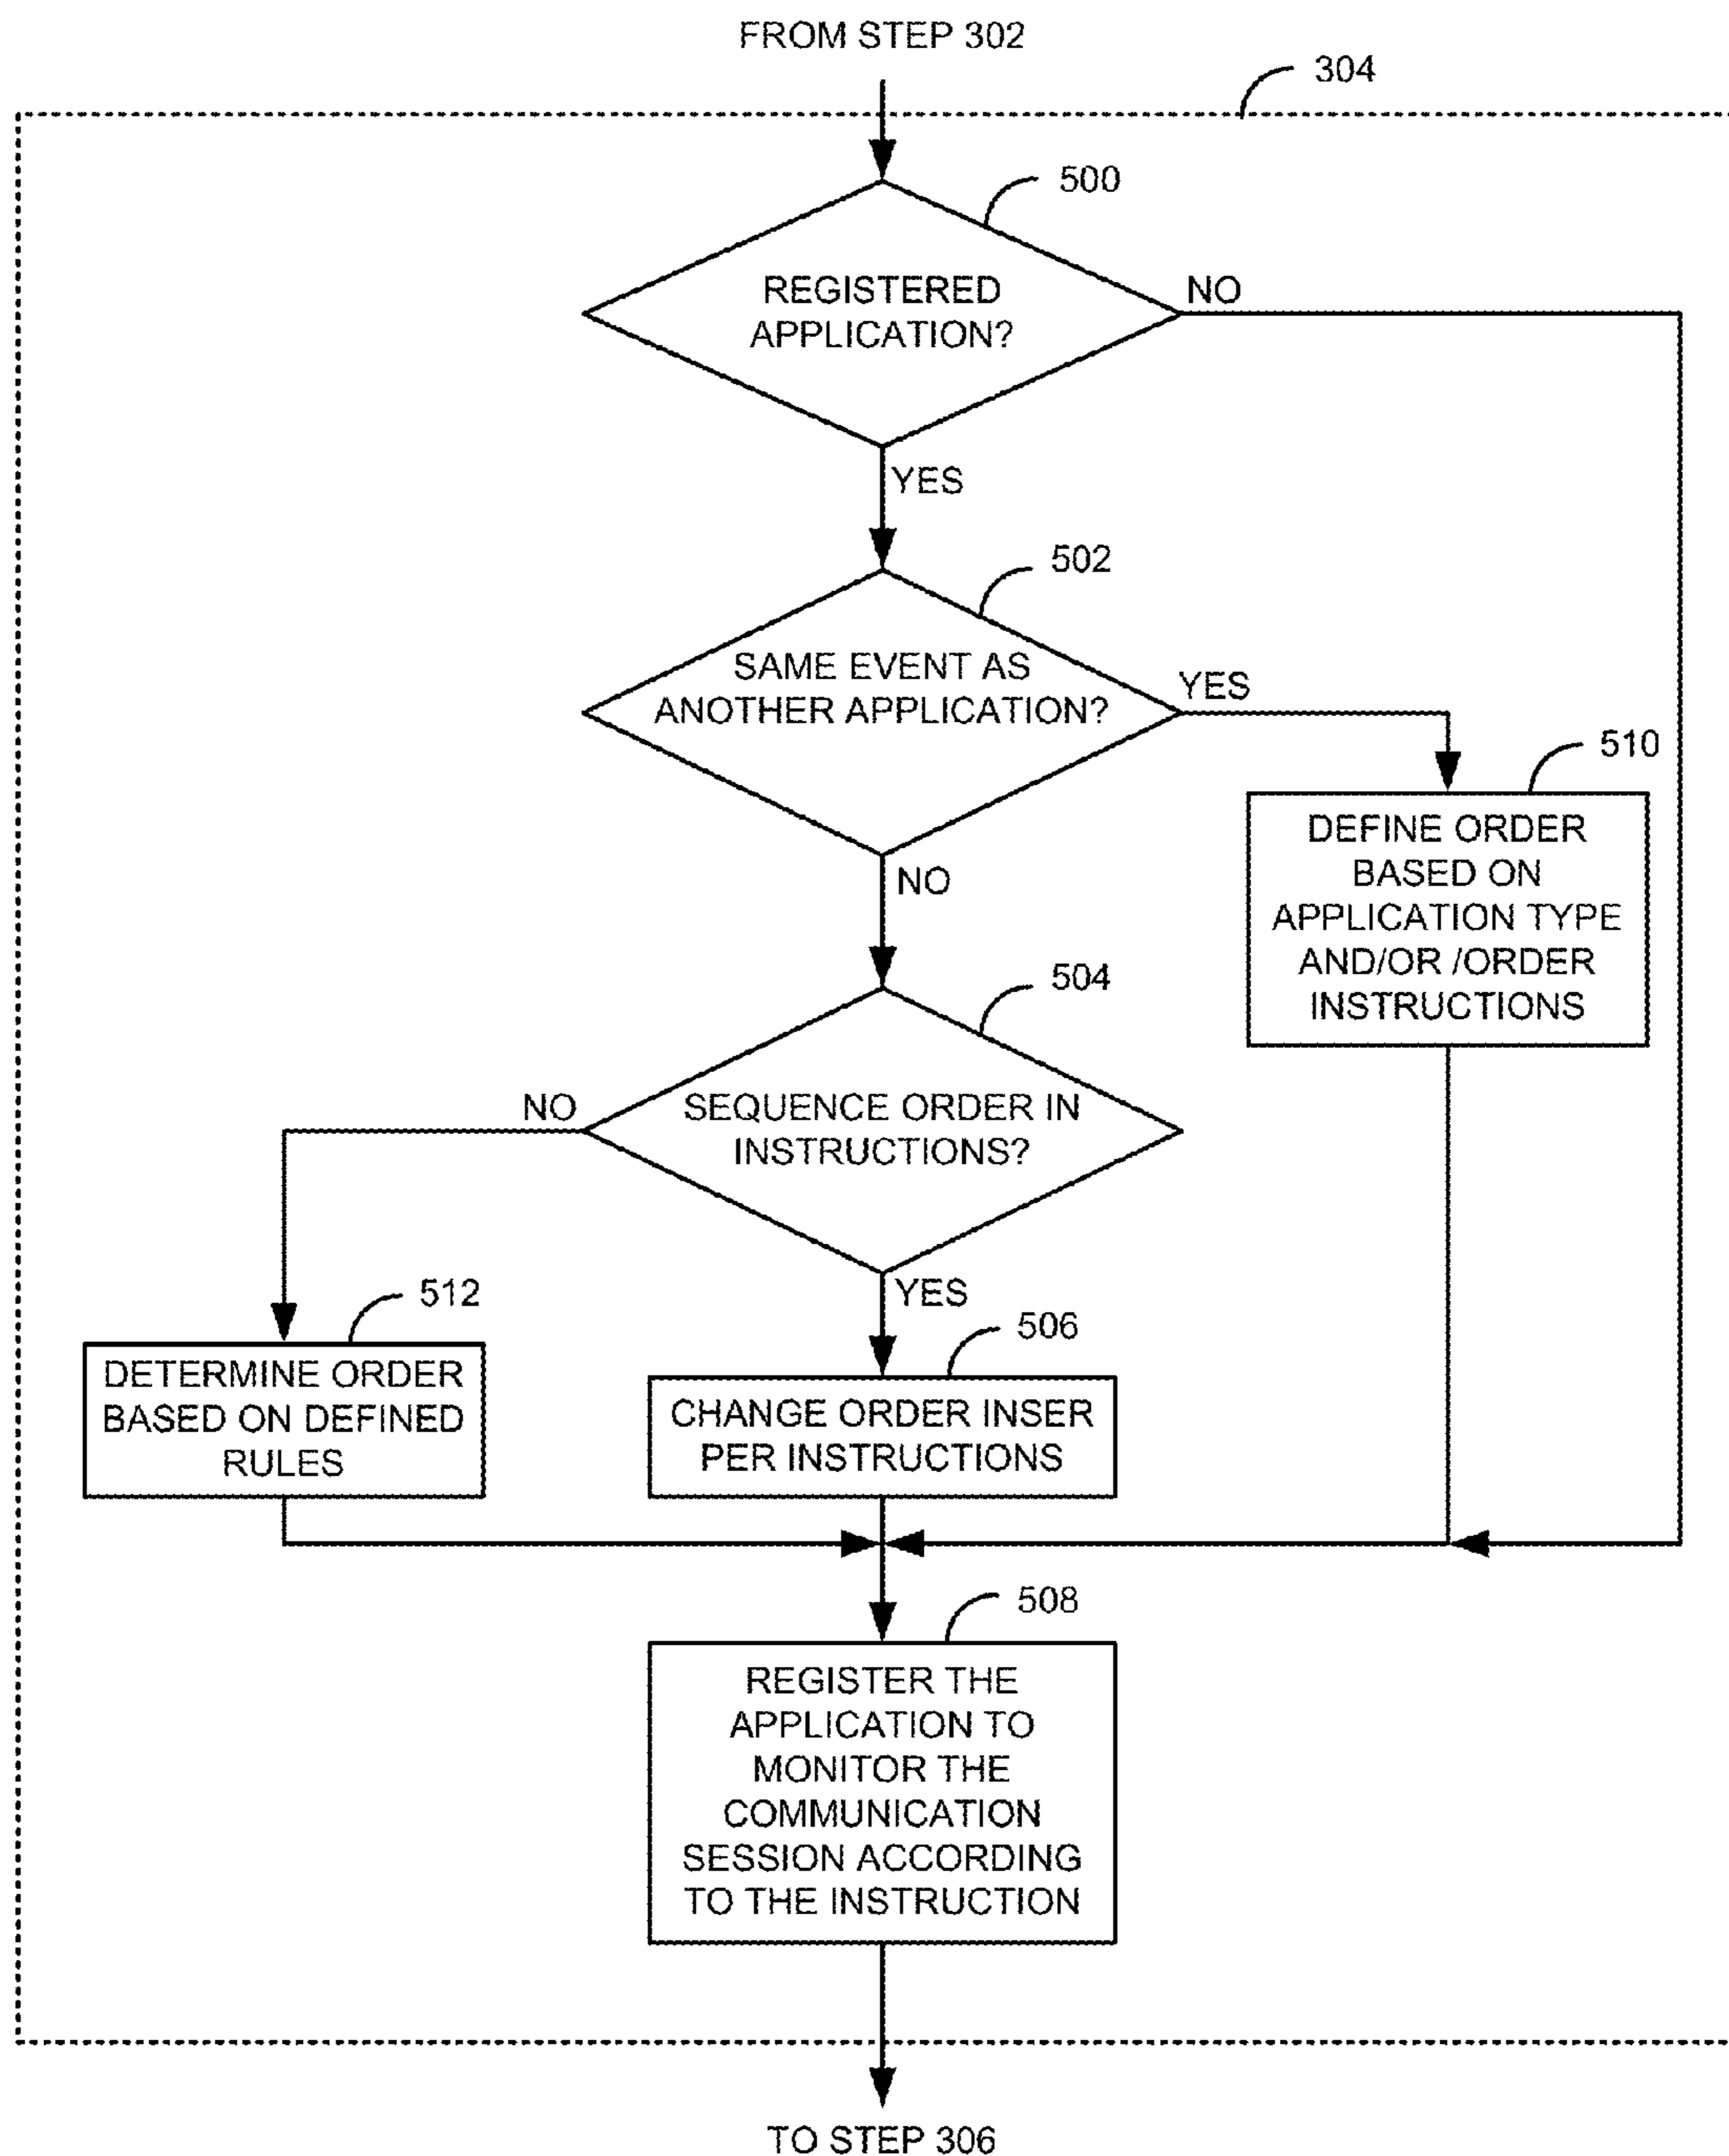 FROM STEP 302
304
500
REGISTERED
APPLICATION?
NO
YES
502
SAME EVENT AS
ANOTHER APPLICATION?
YES
510
DEFINE ORDER
BASED ON
APPLICATION TYPE
AND/OR /ORDER
INSTRUCTIONS
NO
504
SEQUENCE ORDER IN
INSTRUCTIONS?
NO
YES
512
DETERMINE ORDER
BASED ON DEFINED
RULES
506
CHANGE ORDER INSER
PER INSTRUCTIONS
508
REGISTER THE
APPLICATION TO
MONITOR THE
COMMUNICATION
SESSION ACCORDING
TO THE INSTRUCTION
TO STEP 306